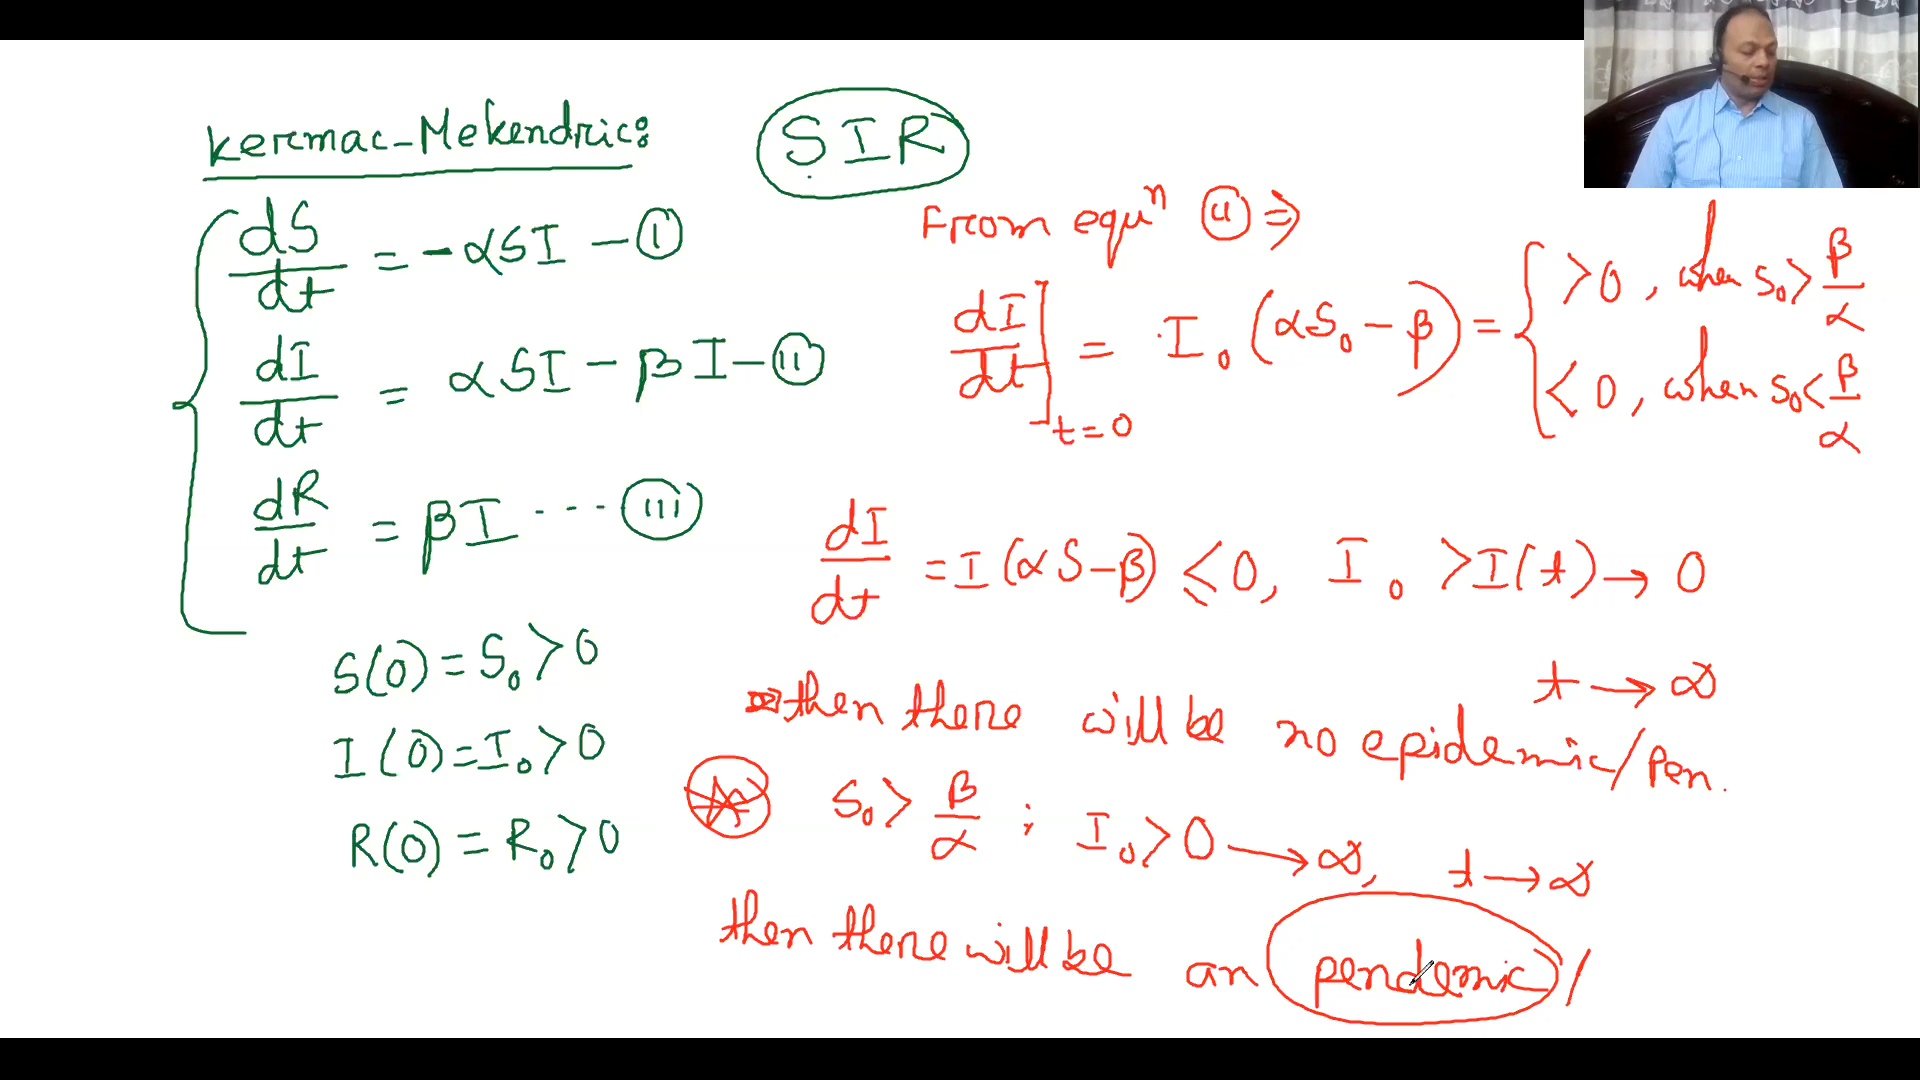 Kermac-Mekendric:
SIR
dS/dt = -αSI - (I)
dI/dt = αSI - βI - (II)
dR/dt = βI --- (III)
S(0) = S₀ > 0
I(0) = I₀ > 0
R(0) = R₀ > 0
From equⁿ (II) ⇒
dI/dt]ₜ₌₀ = I₀ (αS₀ - β) = { > 0, when S₀ > β/α
< 0, when S₀ < β/α
dI/dt = I (αS - β) ≤ 0, I₀ > I(t) → 0
t → ∞
then there will be no epidemic/Pen.
S₀ > β/α ; I₀ > 0 → ∞, t → ∞
then there will be an pendemic /